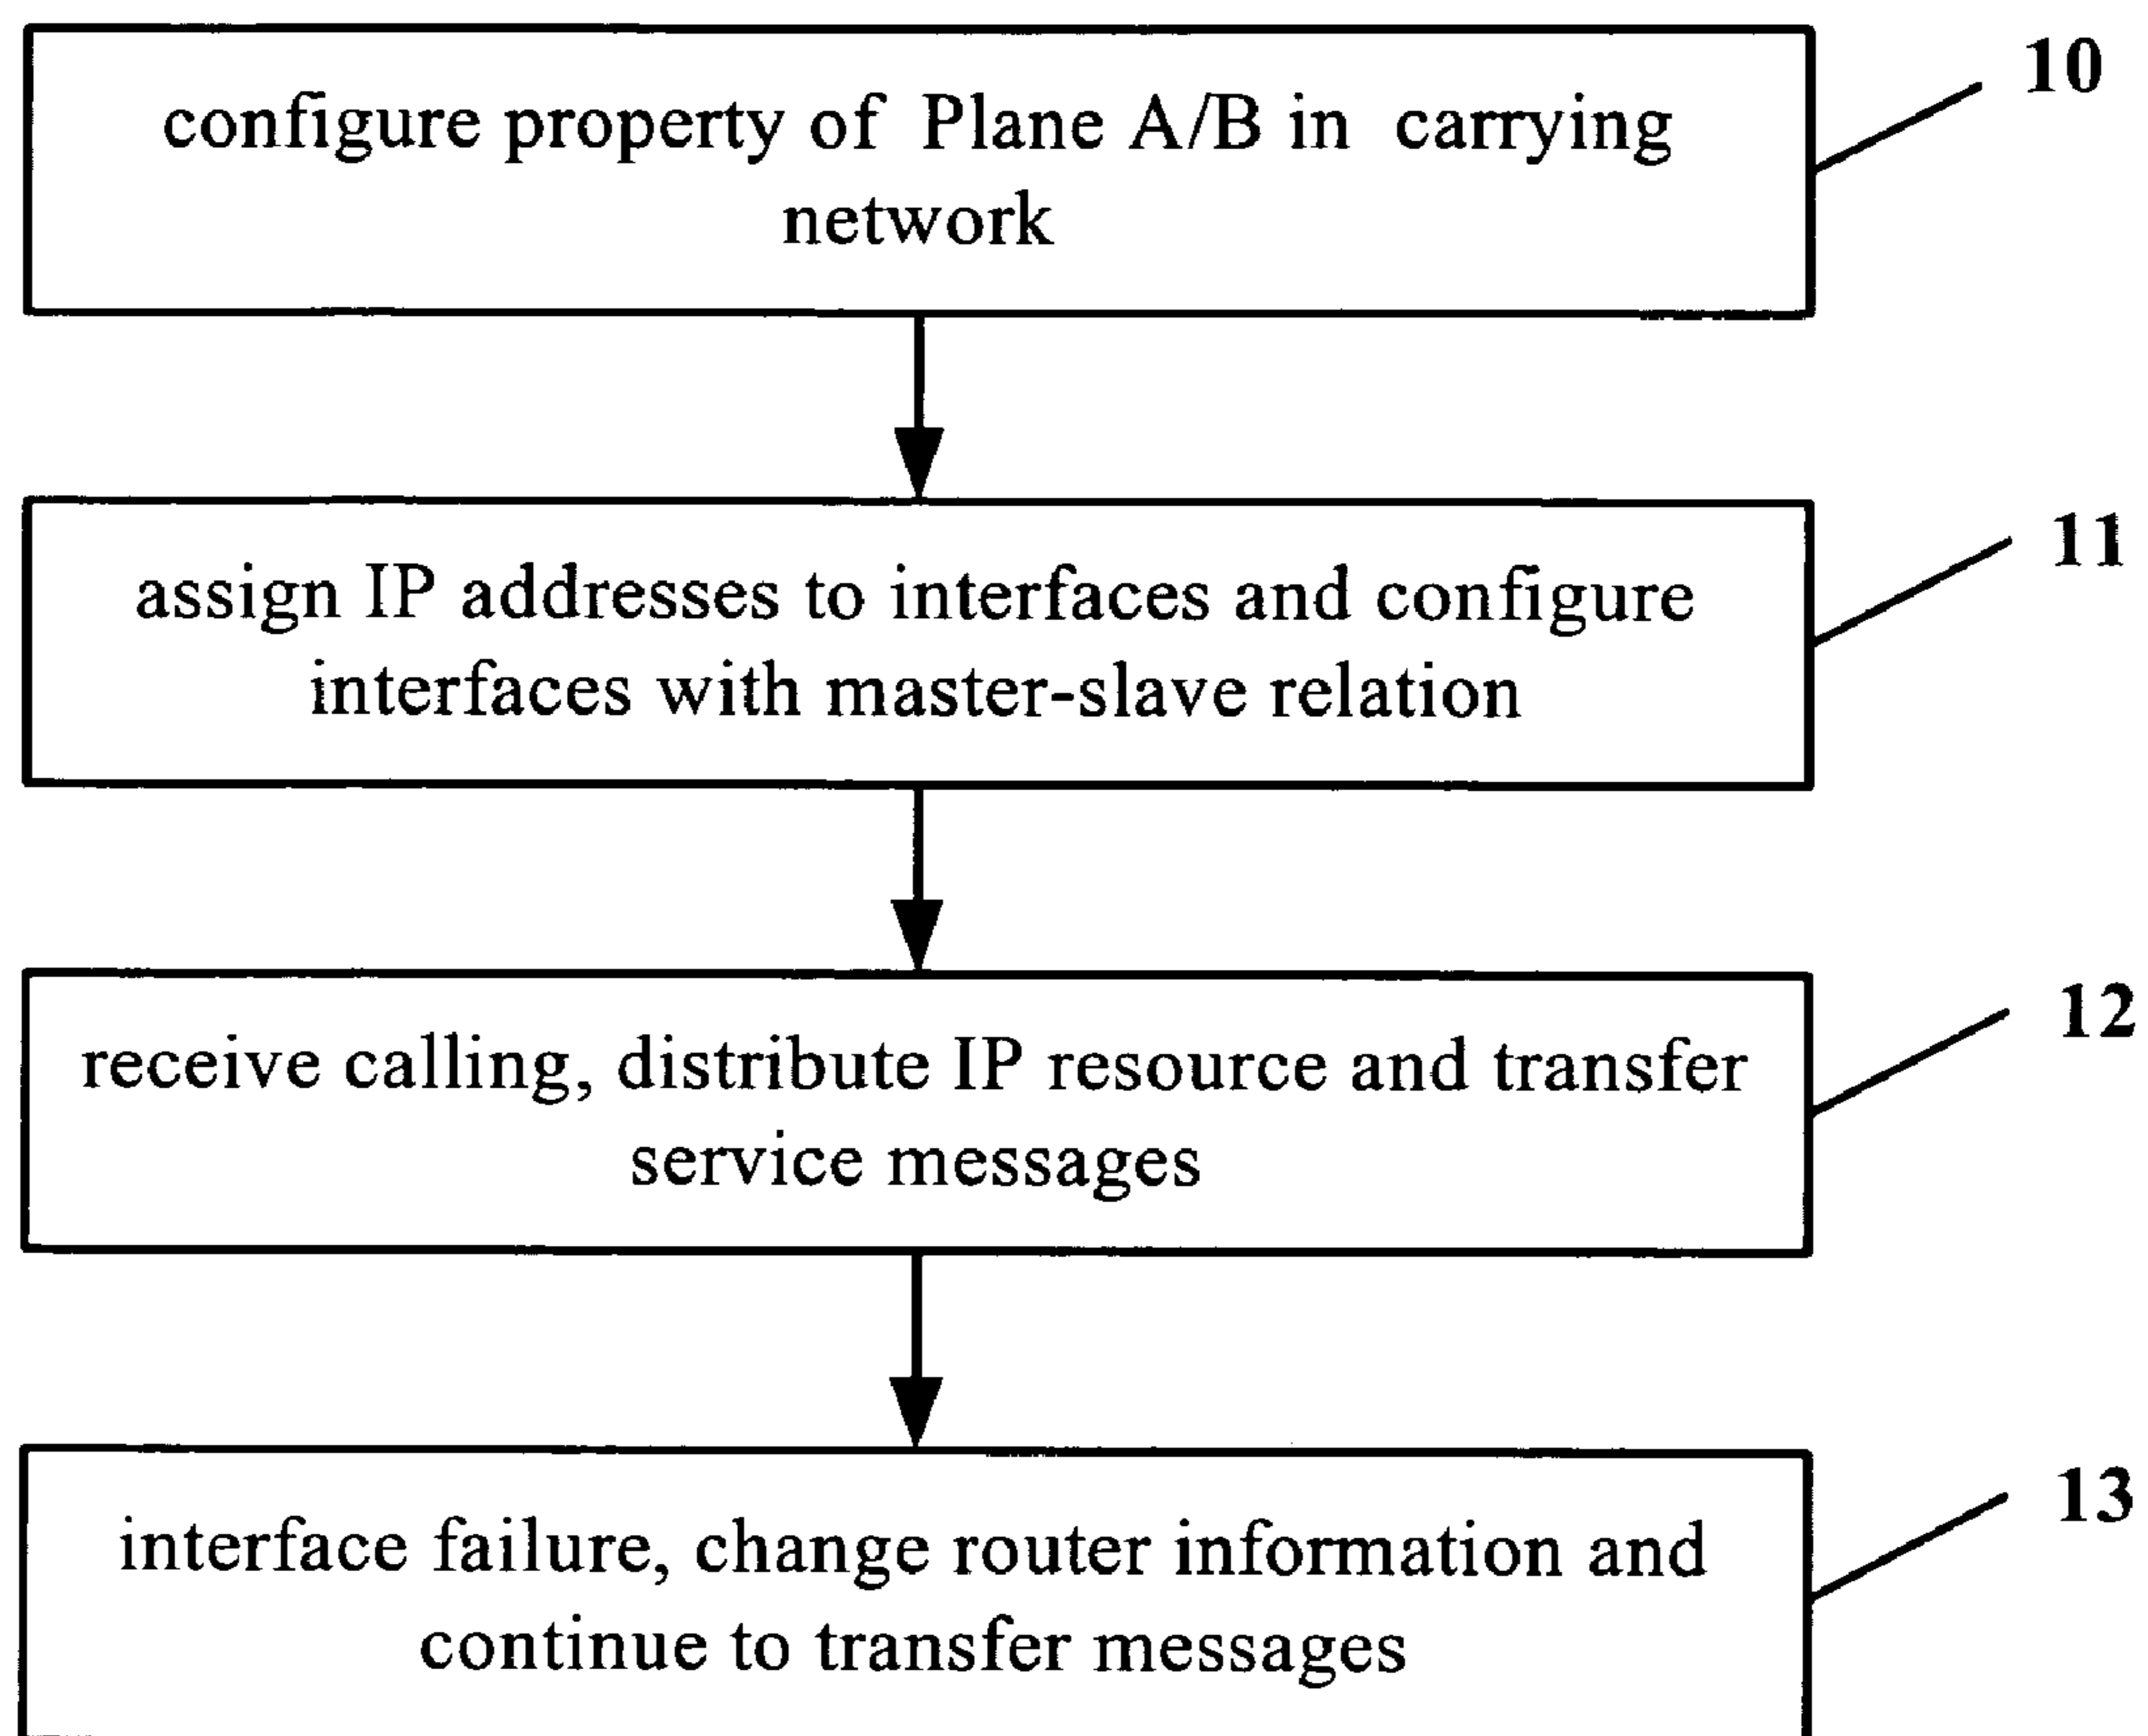 configure property of Plane A/B in carrying
network
10
assign IP addresses to interfaces and configure
interfaces with master-slave relation
11
receive calling, distribute IP resource and transfer
service messages
12
interface failure, change router information and
continue to transfer messages
13